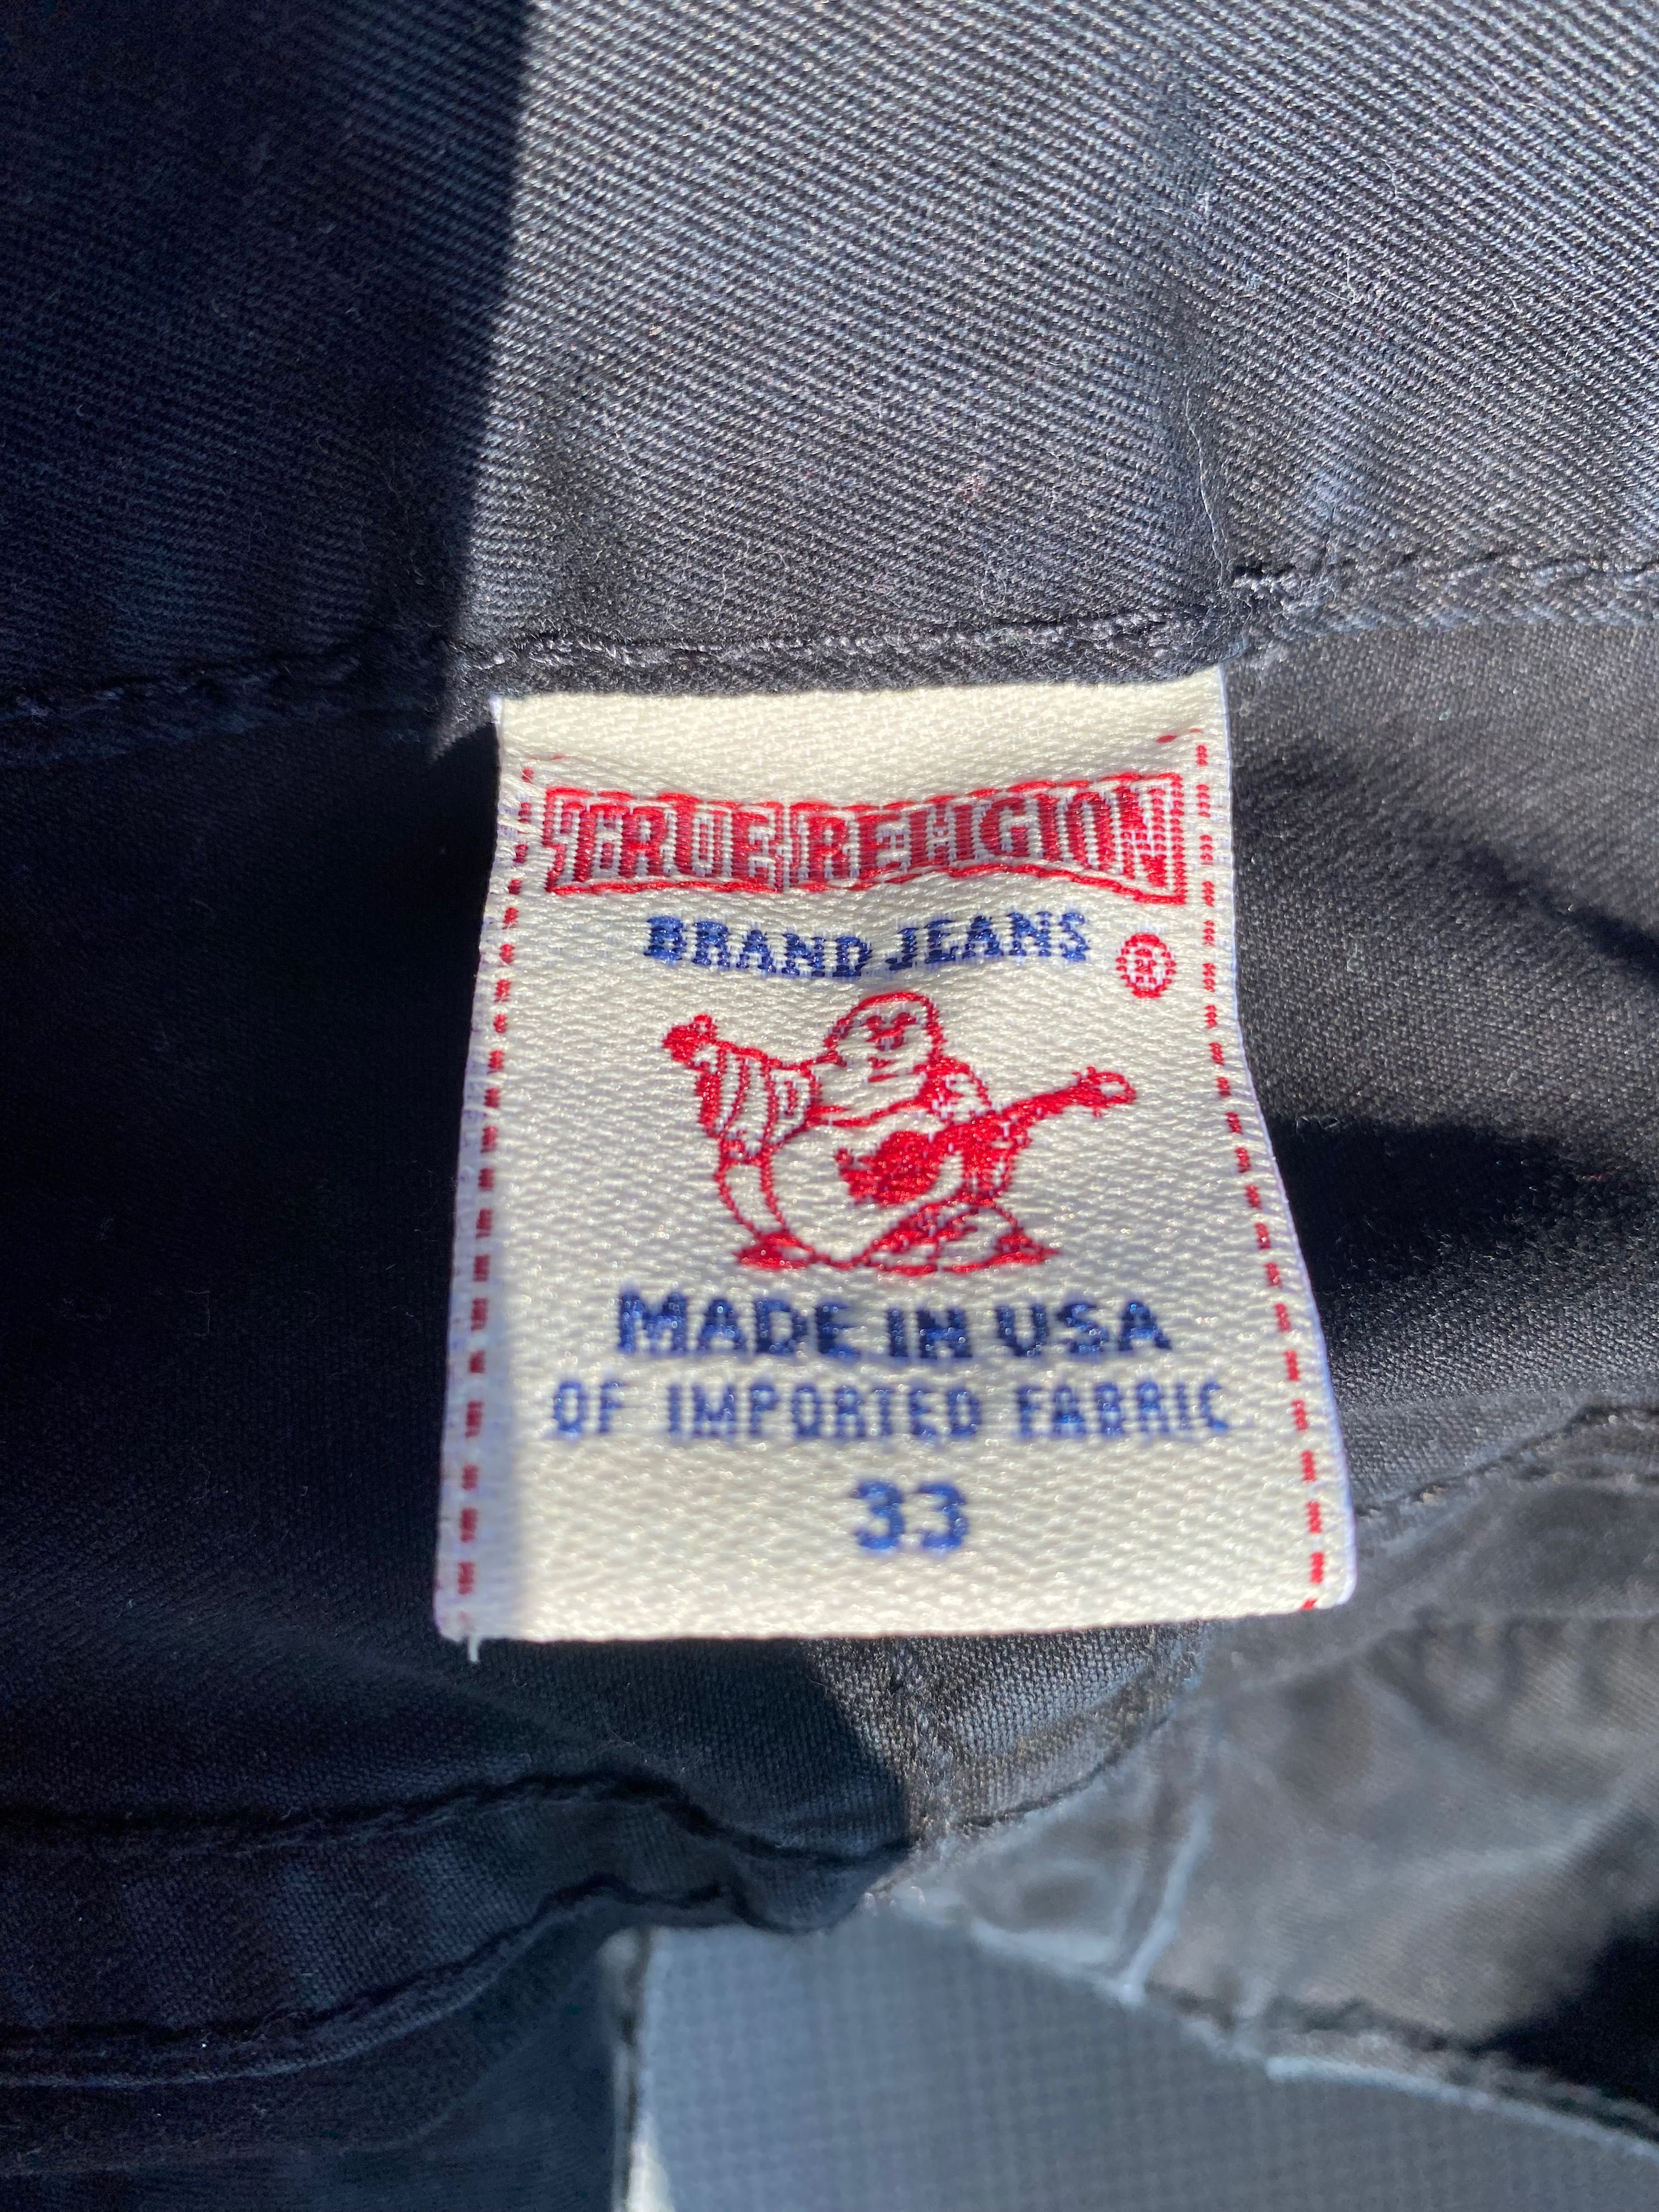 TRUE RELIGION
BRAND JEANS
®
MADE IN USA
OF IMPORTED FABRIC
33